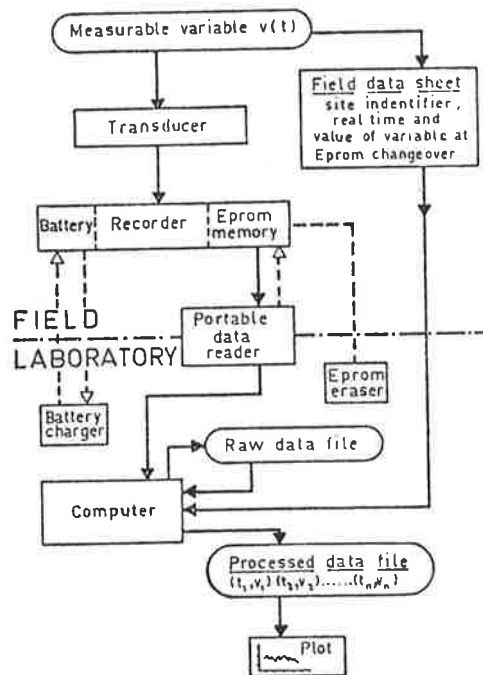 Measurable variable v(t)
Field data sheet
site indentifier,
real time and
value of variable at
Eprom changeover
Transducer
Battery
Recorder
Eprom
memory
FIELD
LABORATORY
Portable
data
reader
Eprom
eraser
Battery
charger
Raw data file
Computer
Processed data file
(t₁,v₁)(t₂,v₂)......(tₙ,vₙ)
Plot